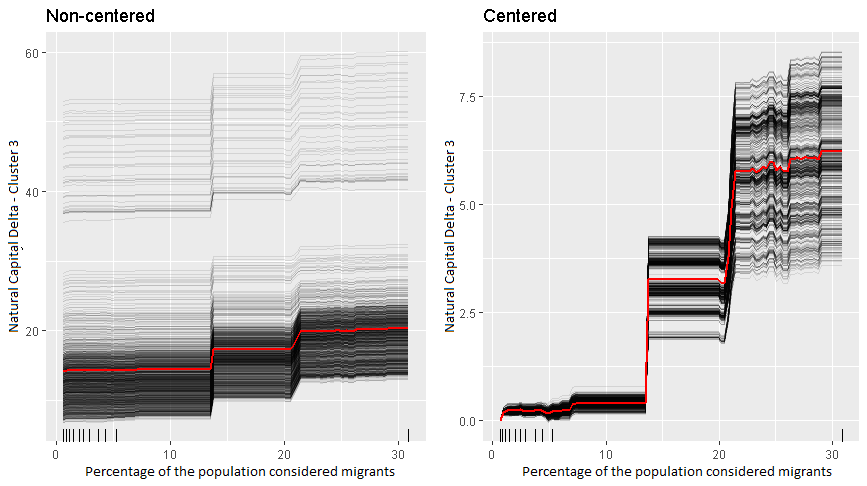 Non-centered
Centered
Natural Capital Delta - Cluster 3
60
40
20
0
10
20
30
Percentage of the population considered migrants
Natural Capital Delta - Cluster 3
7.5
5.0
2.5
0.0
0
10
20
30
Percentage of the population considered migrants